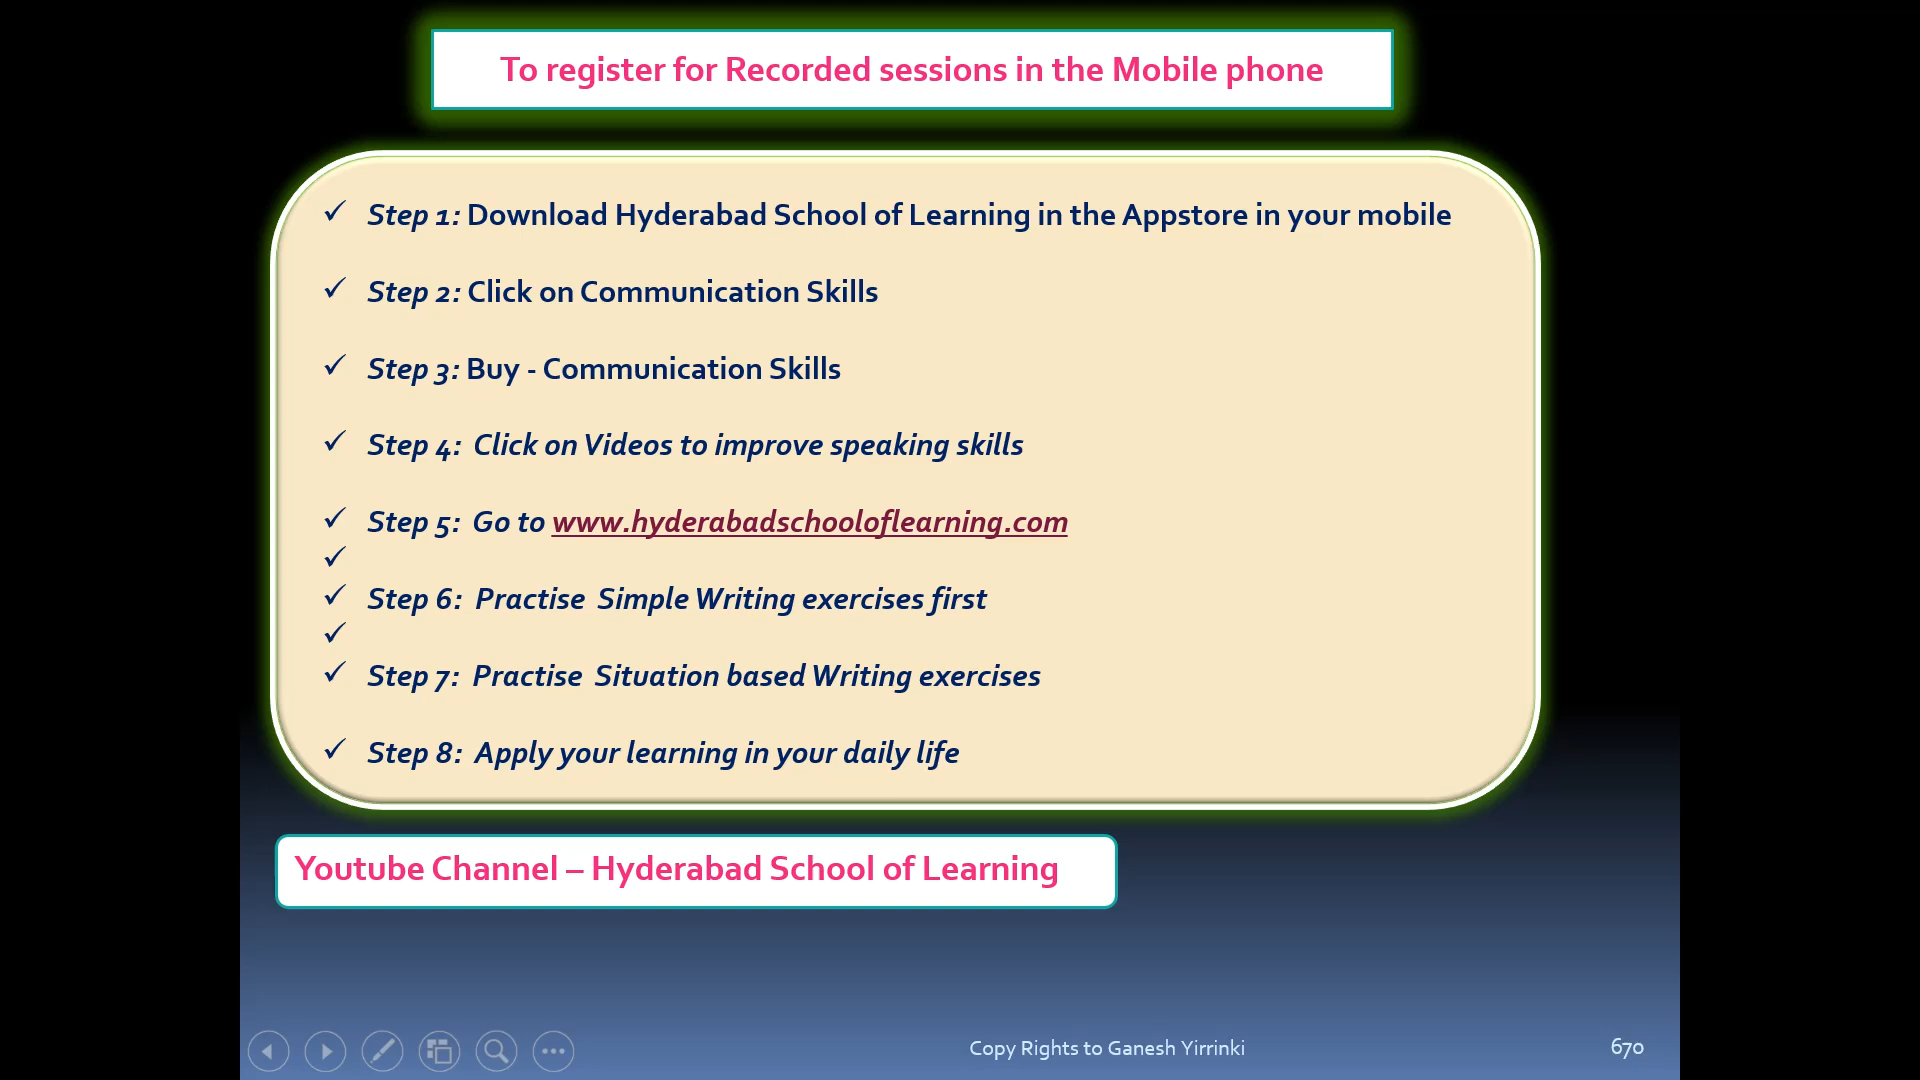 To register for Recorded sessions in the Mobile phone
✓ Step 1: Download Hyderabad School of Learning in the Appstore in your mobile
✓ Step 2: Click on Communication Skills
✓ Step 3: Buy - Communication Skills
✓ Step 4: Click on Videos to improve speaking skills
✓ Step 5: Go to www.hyderabadschooloflearning.com
✓
✓ Step 6: Practise Simple Writing exercises first
✓
✓ Step 7: Practise Situation based Writing exercises
✓ Step 8: Apply your learning in your daily life
Youtube Channel – Hyderabad School of Learning
Copy Rights to Ganesh Yirrinki
670